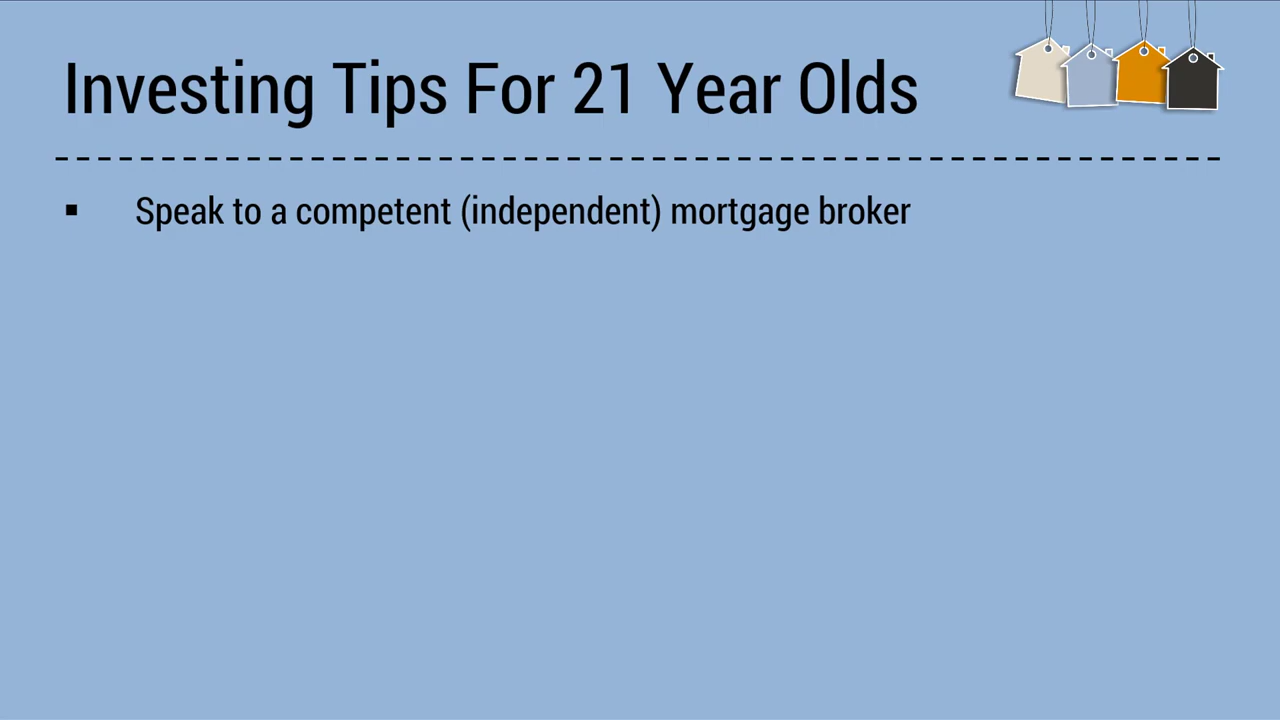 Investing Tips For 21 Year Olds
▪ Speak to a competent (independent) mortgage broker